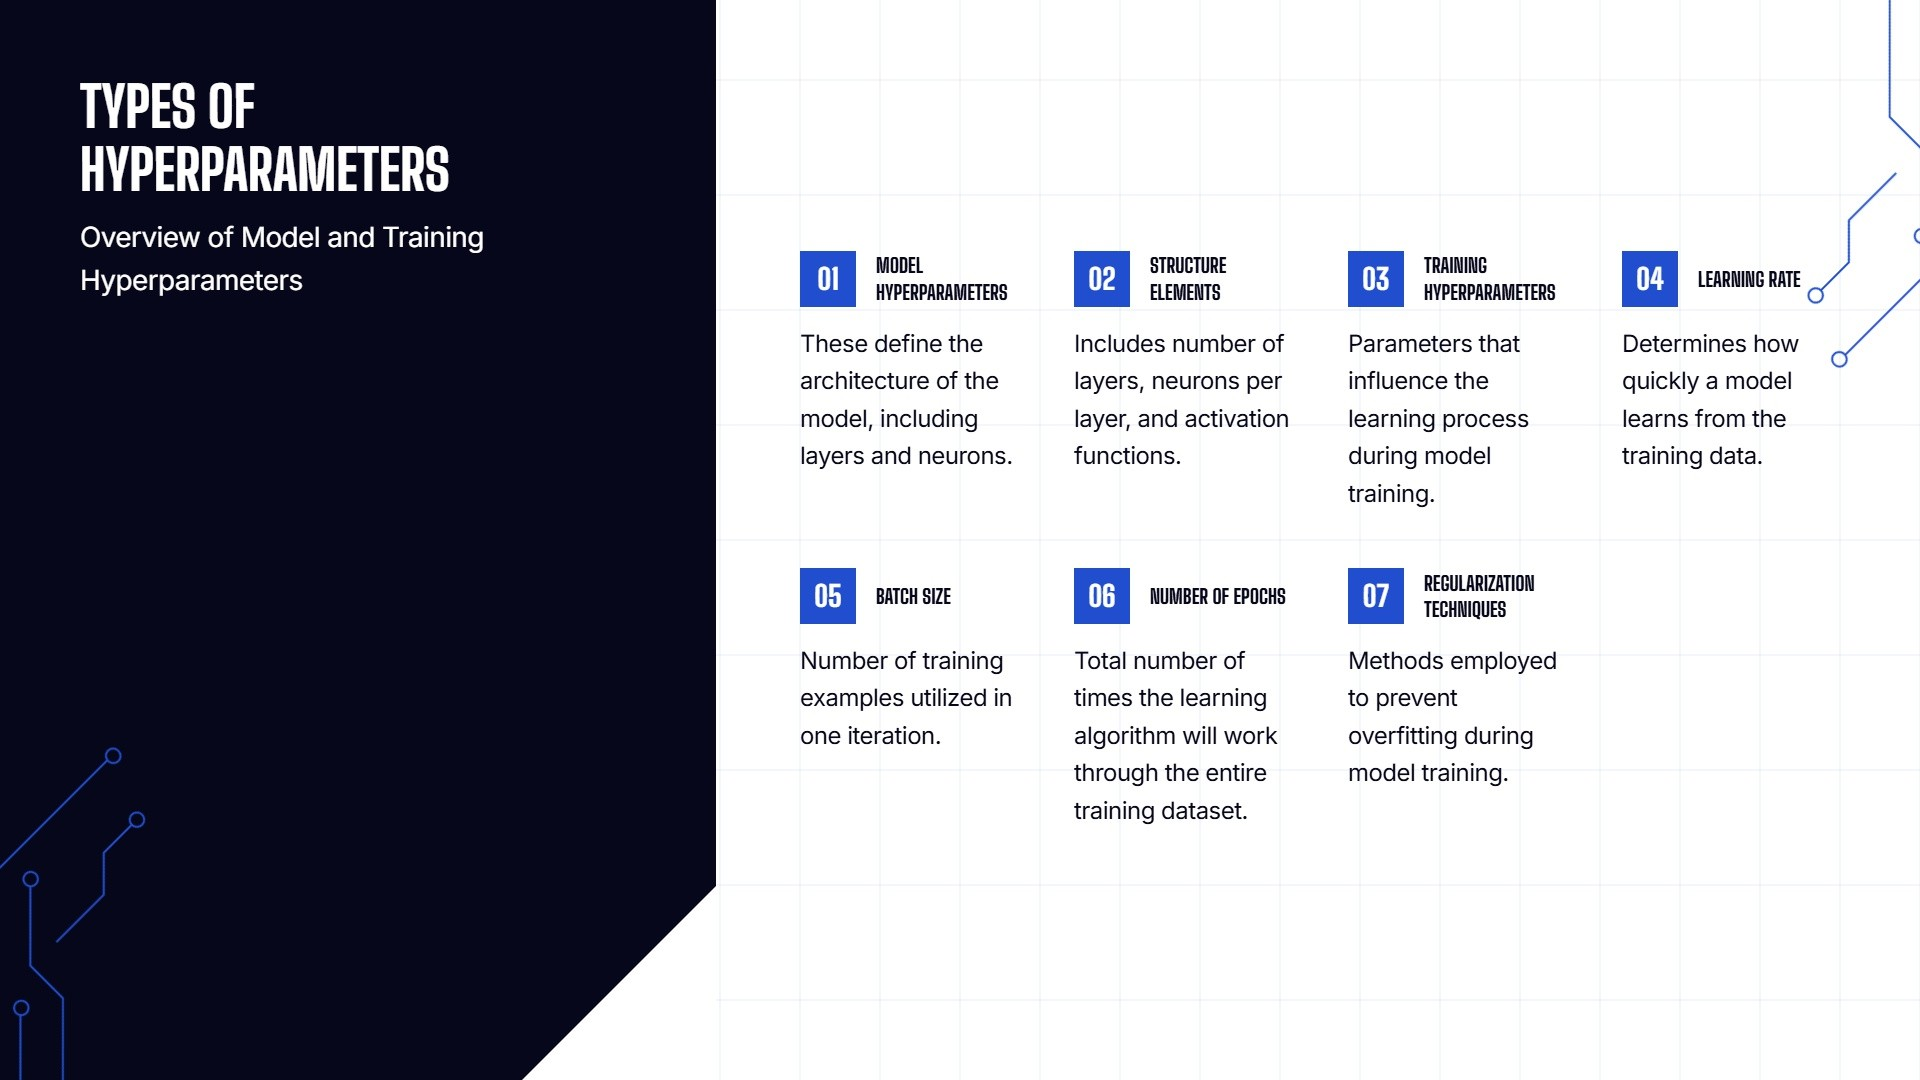 TYPES OF
HYPERPARAMETERS
Overview of Model and Training
Hyperparameters
01
MODEL
HYPERPARAMETERS
These define the
architecture of the
model, including
layers and neurons.
02
STRUCTURE
ELEMENTS
Includes number of
layers, neurons per
layer, and activation
functions.
03
TRAINING
HYPERPARAMETERS
Parameters that
influence the
learning process
during model
training.
04
LEARNING RATE
Determines how
quickly a model
learns from the
training data.
05
BATCH SIZE
Number of training
examples utilized in
one iteration.
06
NUMBER OF EPOCHS
Total number of
times the learning
algorithm will work
through the entire
training dataset.
07
REGULARIZATION
TECHNIQUES
Methods employed
to prevent
overfitting during
model training.